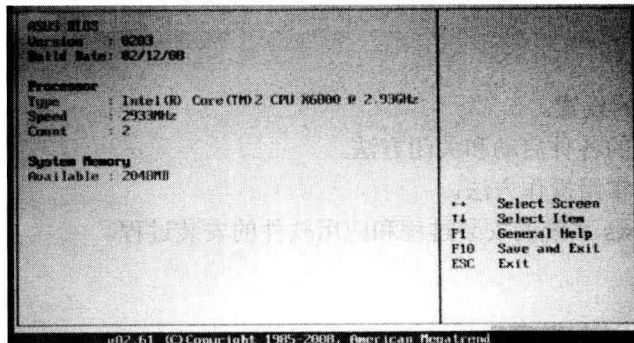 ASUS BIOS
Version : 0203
Build Date: 02/12/08
Processor
Type : Intel(R) Core(TM)2 CPU X6800 @ 2.93GHz
Speed : 2933MHz
Count : 2
System Memory
Available : 2048MB
↔ Select Screen
↑↓ Select Item
F1 General Help
F10 Save and Exit
ESC Exit
v02.61 (C)Copyright 1985-2008, American Megatrend